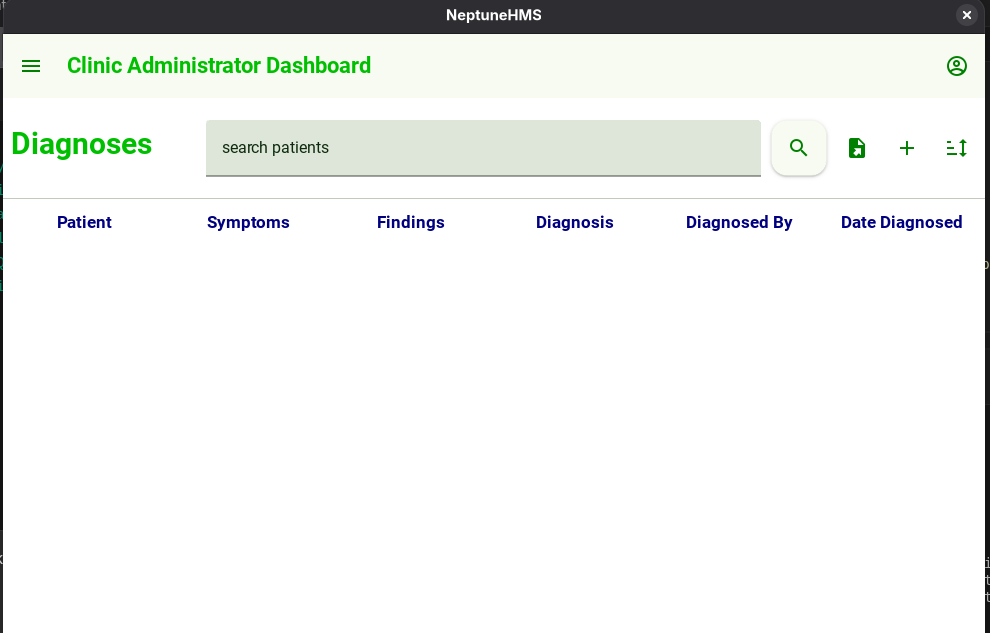 NeptuneHMS
Clinic Administrator Dashboard
Diagnoses
search patients
Patient Symptoms Findings Diagnosis Diagnosed By Date Diagnosed